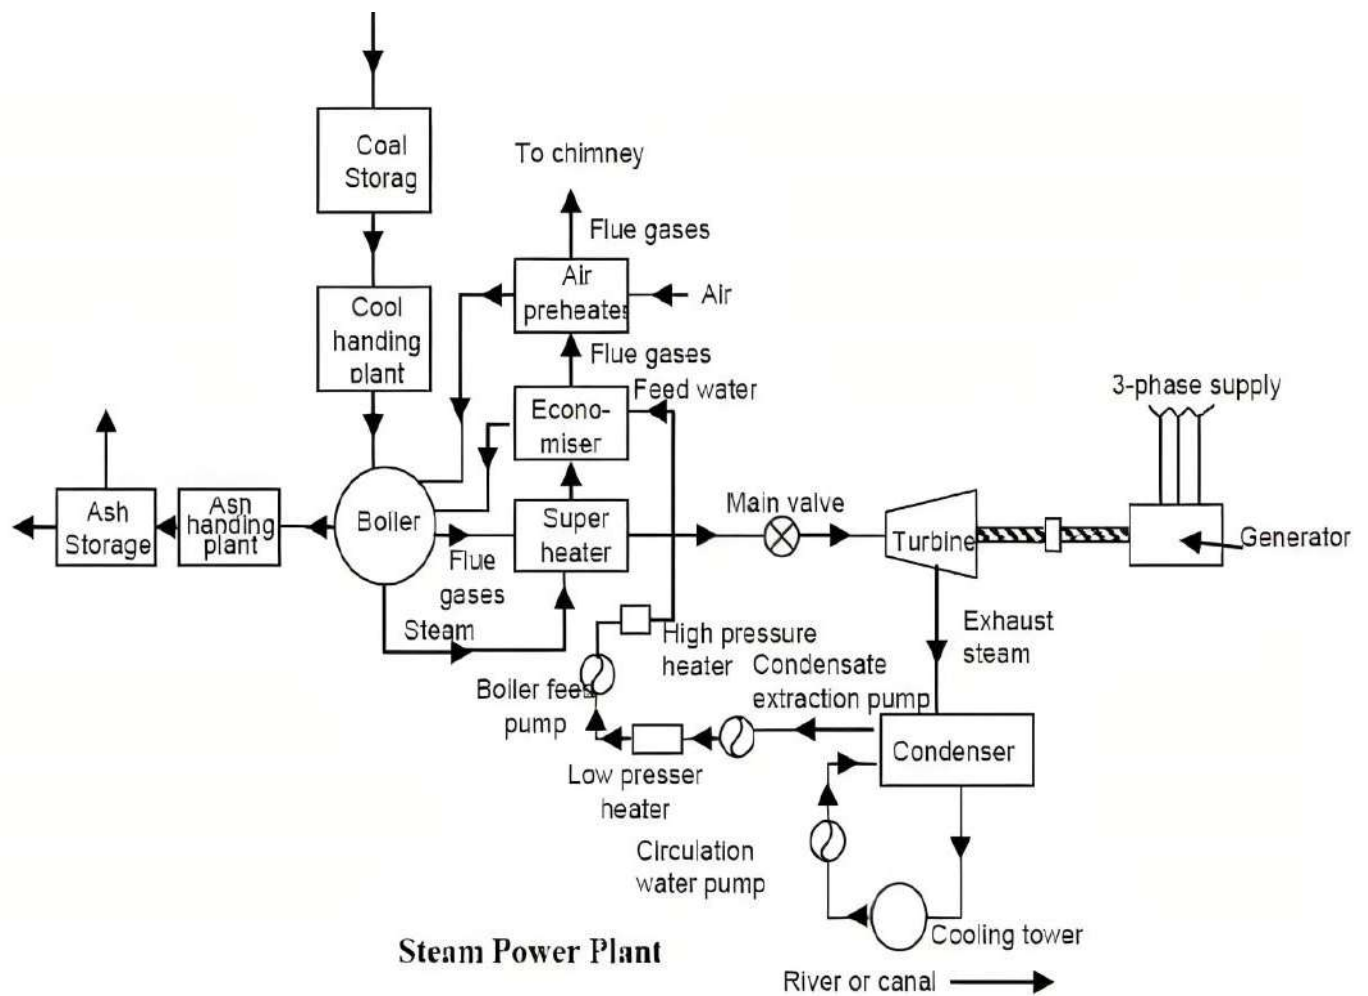 Coal
Storag
To chimney
Flue gases
Air
preheater
Air
Cool
handing
plant
Flue gases
Feed water
Econo-
miser
3-phase supply
Ash
Storage
Asn
handing
plant
Boiler
Super
heater
Main valve
Turbine
Generator
Flue
gases
Steam
High pressure
heater
Exhaust
steam
Boiler feed
pump
Condensate
extraction pump
Condenser
Low presser
heater
Circulation
water pump
Cooling tower
Steam Power Plant
River or canal